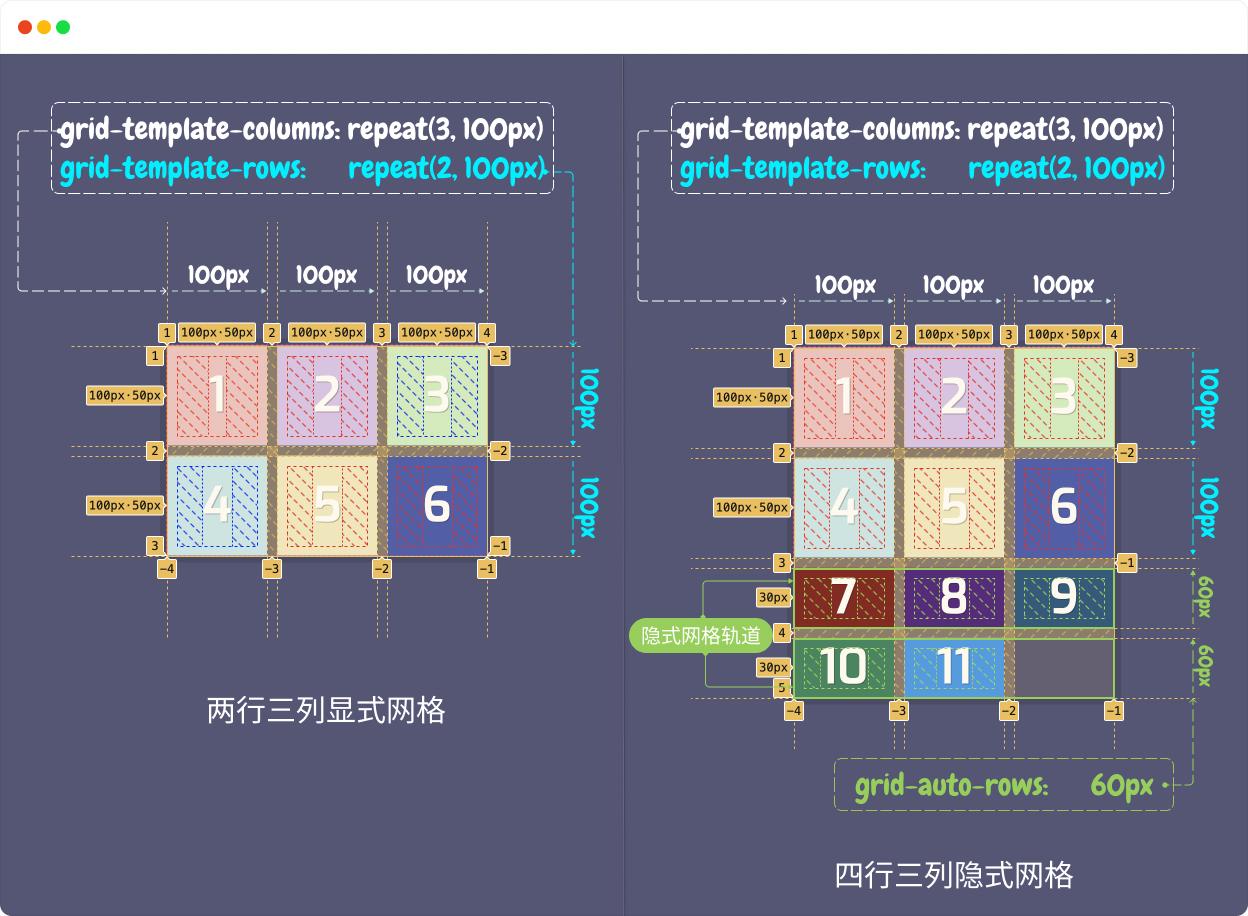 grid-template-columns: repeat(3, 100px)
grid-template-rows: repeat(2, 100px)
100px 100px 100px
1 100px·50px 2 100px·50px 3 100px·50px 4
1 −3
100px·50px 1 2 3 100px
2 −2
100px·50px 4 5 6 100px
3 −1
−4 −3 −2 −1
两行三列显式网格
grid-template-columns: repeat(3, 100px)
grid-template-rows: repeat(2, 100px)
100px 100px 100px
1 100px·50px 2 100px·50px 3 100px·50px 4
1 −3
100px·50px 1 2 3 100px
2 −2
100px·50px 4 5 6 100px
3 −1
30px 7 8 9 60px
隐式网格轨道 4
30px 10 11 60px
5
−4 −3 −2 −1
grid-auto-rows: 60px
四行三列隐式网格